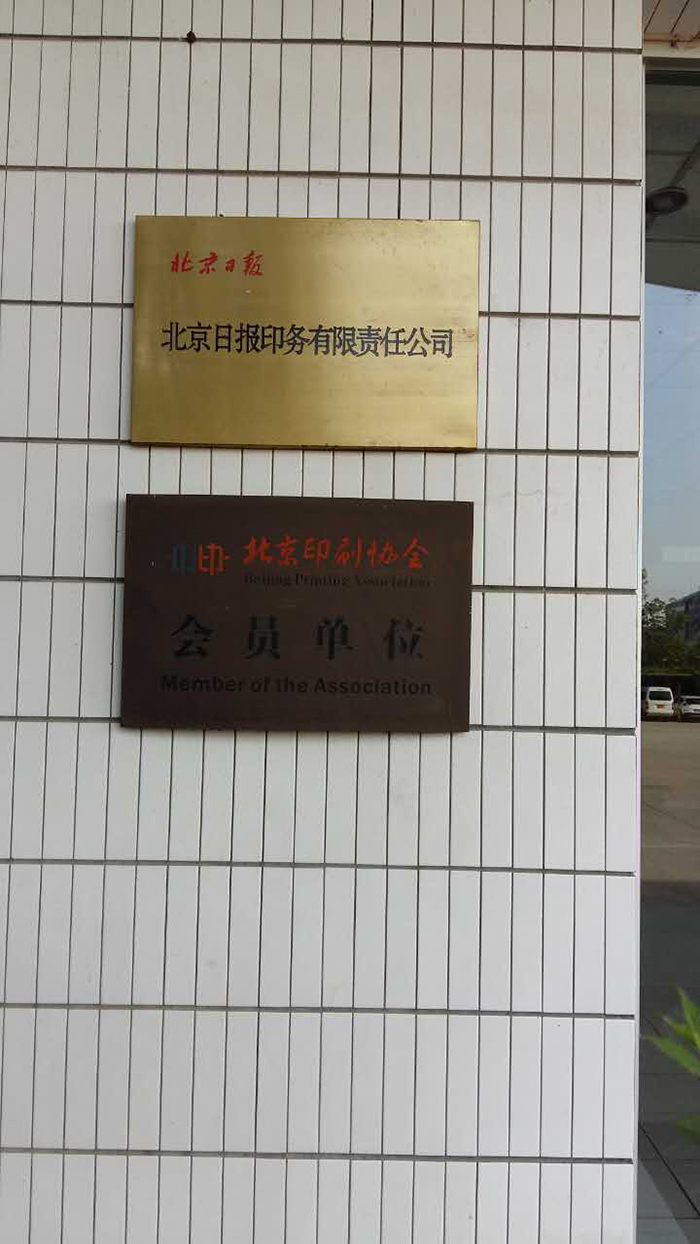 北京日报
北京日报印务有限责任公司
印 北京印刷协会
Beijing Printing Association
会员单位
Member of the Association